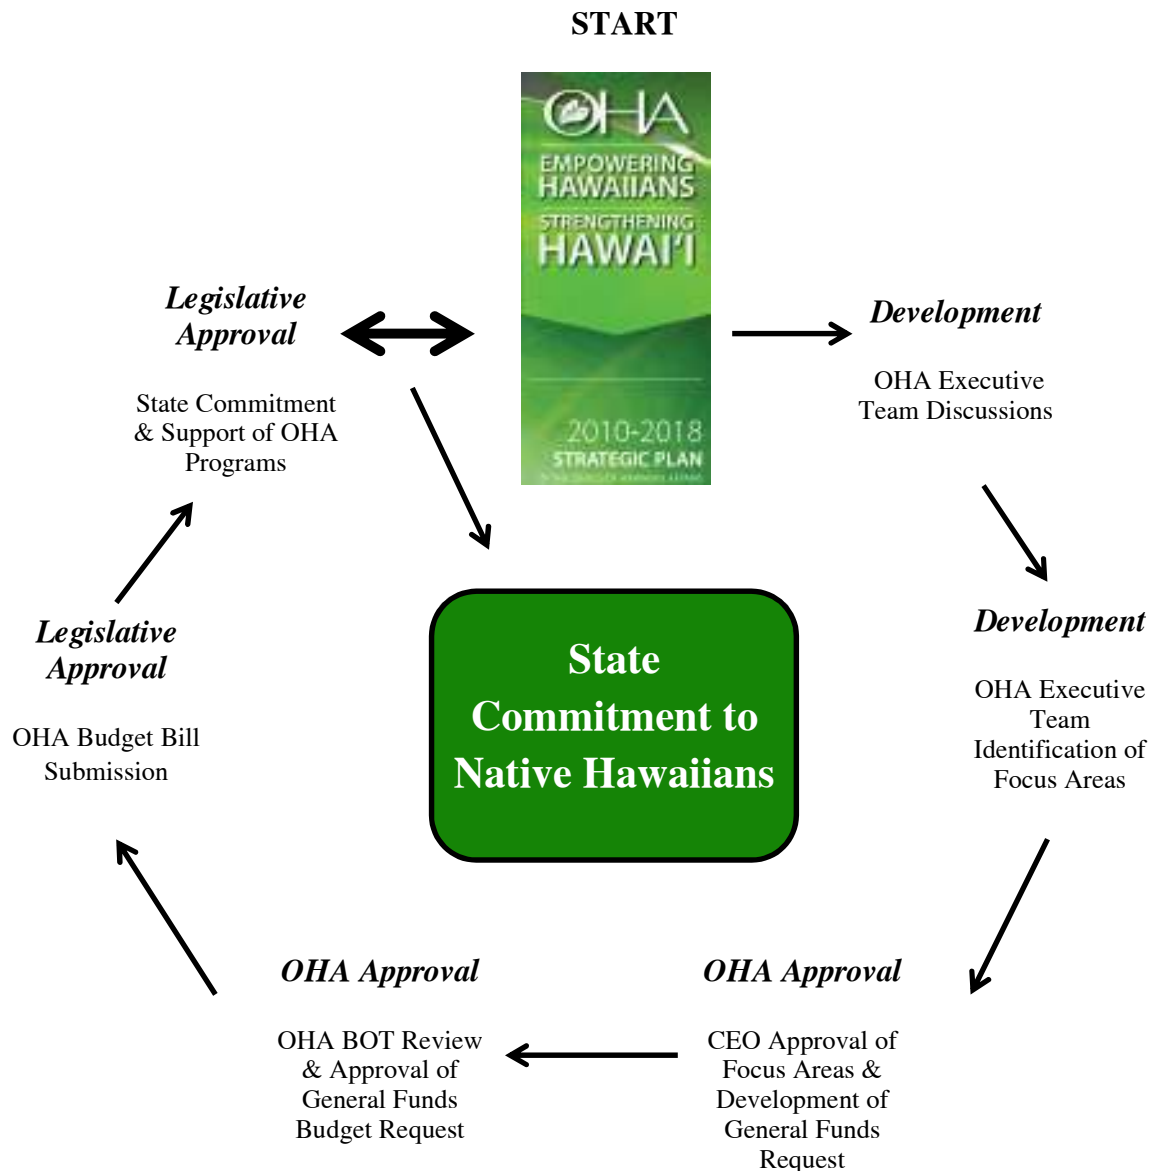 START
OHA
EMPOWERING
HAWAIIANS
STRENGTHENING
HAWAI'I
2010-2018
STRATEGIC PLAN
Development
OHA Executive
Team Discussions
Development
OHA Executive
Team
Identification of
Focus Areas
OHA Approval
CEO Approval of
Focus Areas &
Development of
General Funds
Request
OHA Approval
OHA BOT Review
& Approval of
General Funds
Budget Request
Legislative
Approval
OHA Budget Bill
Submission
Legislative
Approval
State Commitment
& Support of OHA
Programs
State
Commitment to
Native Hawaiians